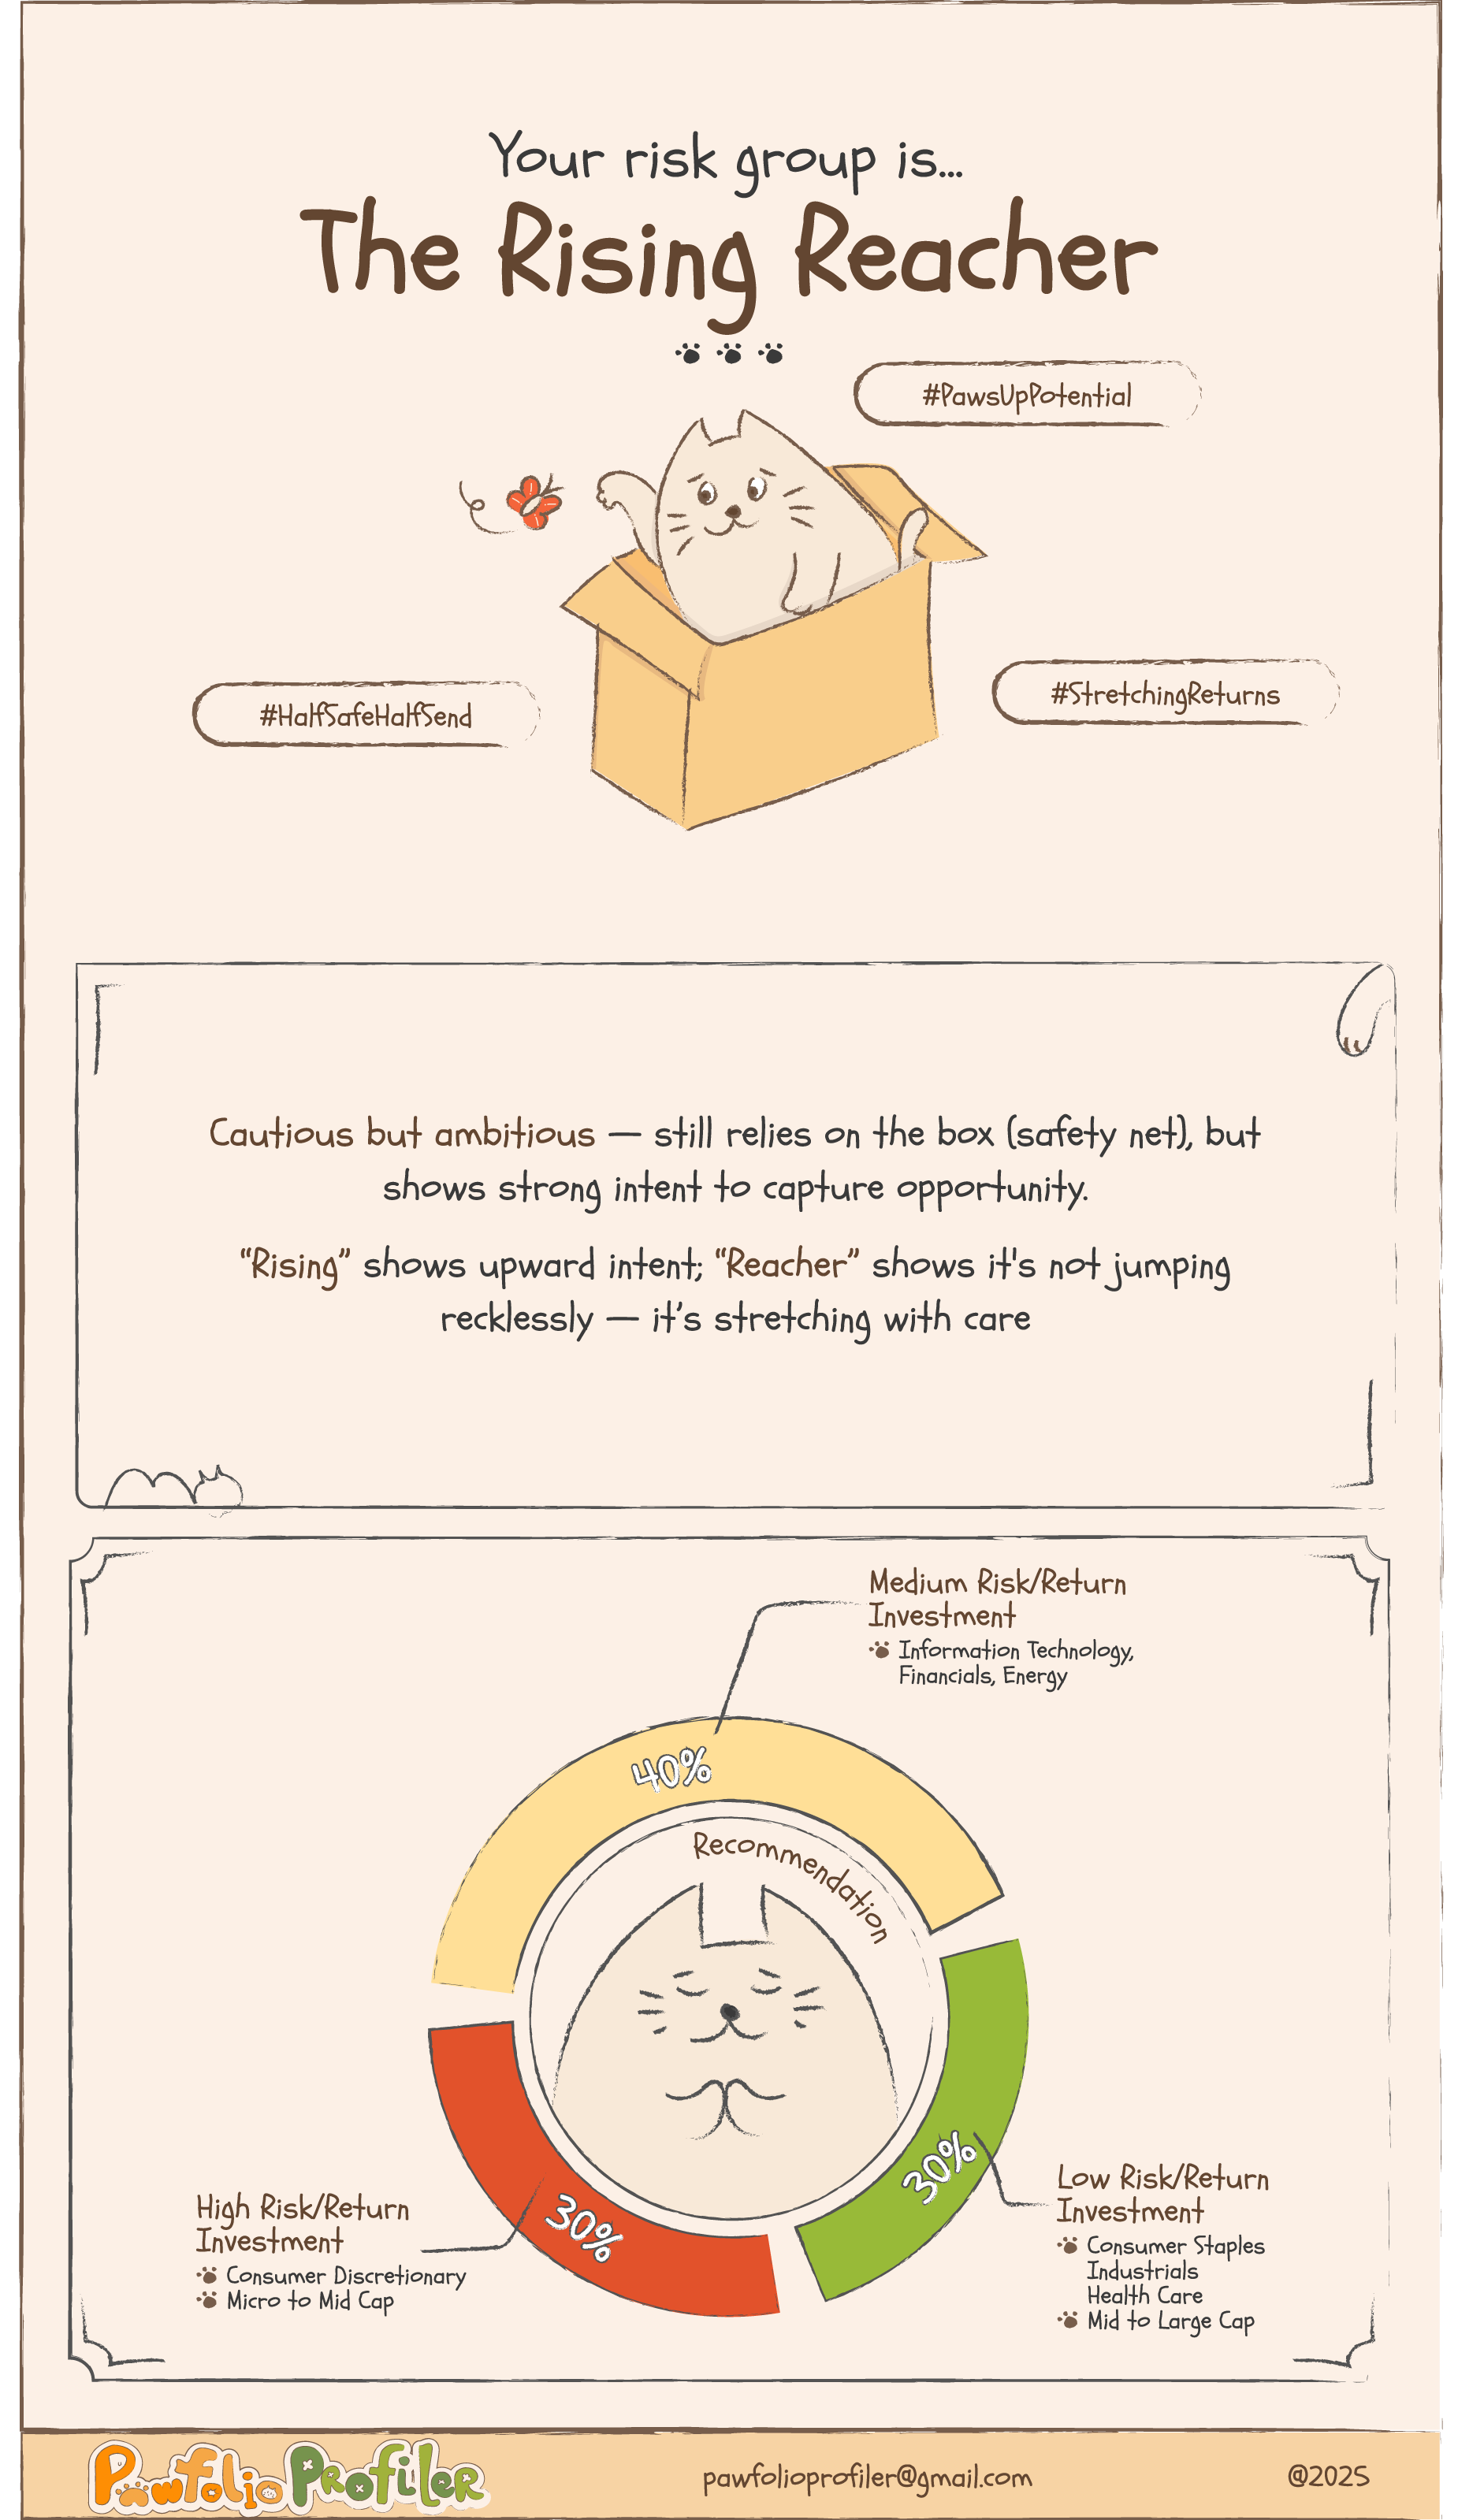 Your risk group is...
The Rising Reacher
#PawsUpPotential
#HalfSafeHalfSend
#StretchingReturns
Cautious but ambitious — still relies on the box (safety net), but
shows strong intent to capture opportunity.
“Rising” shows upward intent; “Reacher” shows it's not jumping
recklessly — it’s stretching with care
Medium Risk/Return
Investment
Information Technology,
Financials, Energy
40%
Recommendation
30%
Low Risk/Return
Investment
Consumer Staples
Industrials
Health Care
Mid to Large Cap
30%
High Risk/Return
Investment
Consumer Discretionary
Micro to Mid Cap
Pawfolio Profiler
pawfolioprofiler@gmail.com
@2025